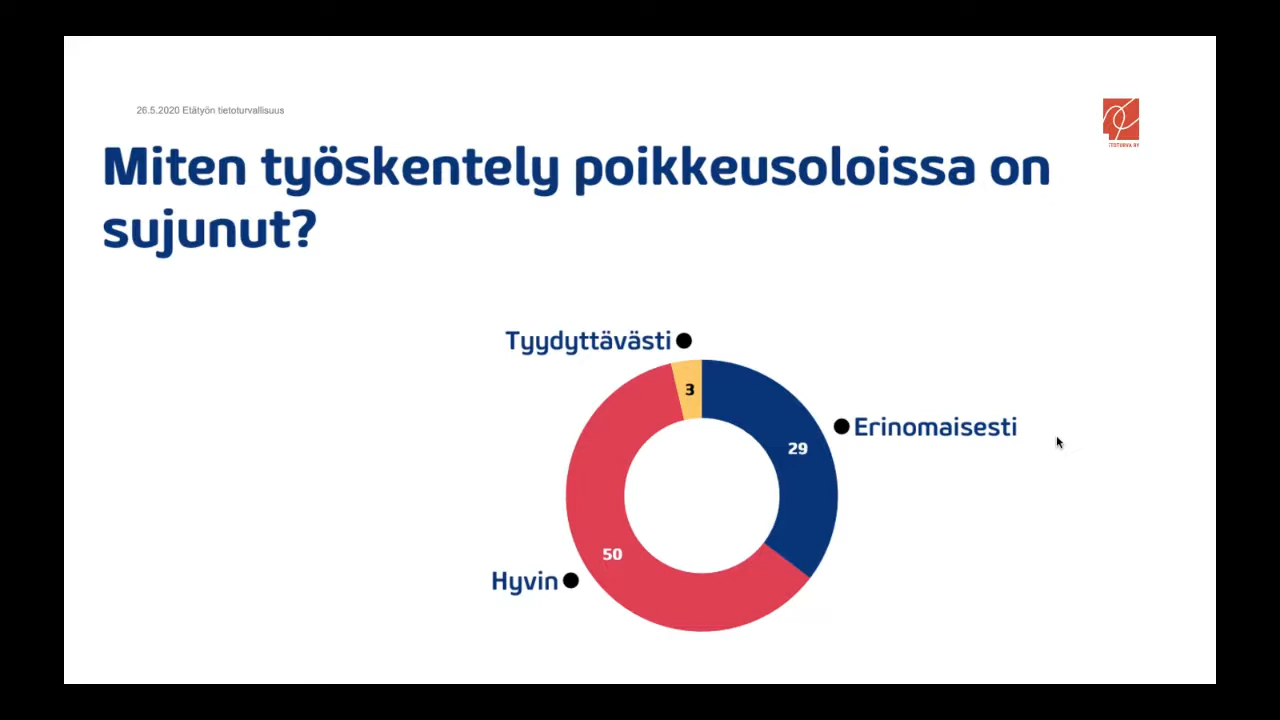 26.5.2020 Etätyön tietoturvallisuus
Miten työskentely poikkeusoloissa on
sujunut?
Tyydyttävästi
3
Erinomaisesti
29
50
Hyvin